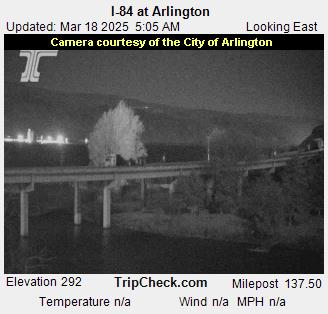 I-84 at Arlington
Updated: Mar 18 2025 5:05 AM Looking East
Camera courtesy of the City of Arlington
Elevation 292 TripCheck.com Milepost 137.50
Temperature n/a Wind n/a MPH n/a